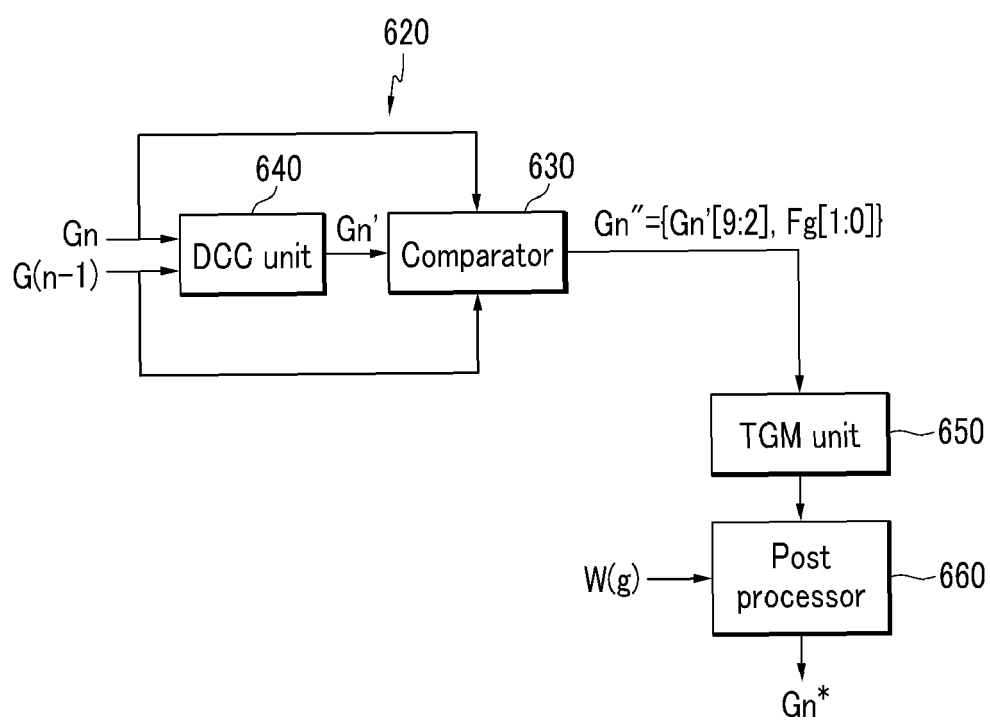 620
640
630
Gn
Gn'
Gn"={Gn'[9:2], Fg[1:0]}
DCC unit
Comparator
G(n-1)
TGM unit
650
W(g)
Post
processor
660
Gn*